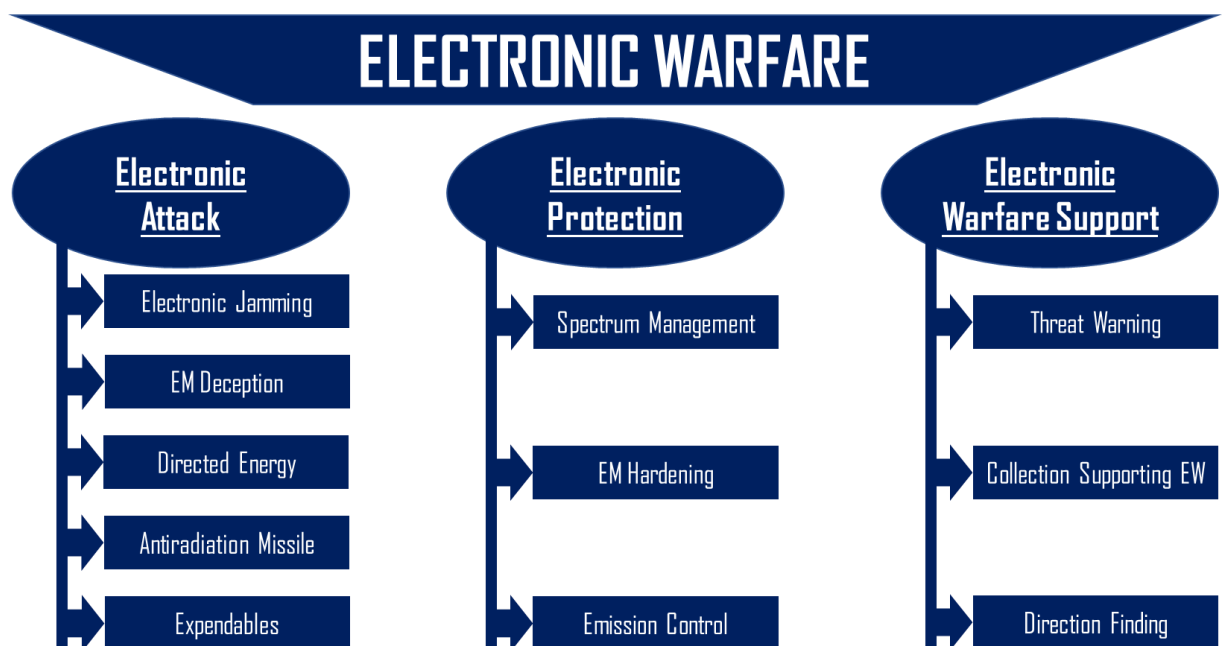 ELECTRONIC WARFARE
Electronic
Attack
Electronic Jamming
EM Deception
Directed Energy
Antiradiation Missile
Expendables
Electronic
Protection
Spectrum Management
EM Hardening
Emission Control
Electronic
Warfare Support
Threat Warning
Collection Supporting EW
Direction Finding